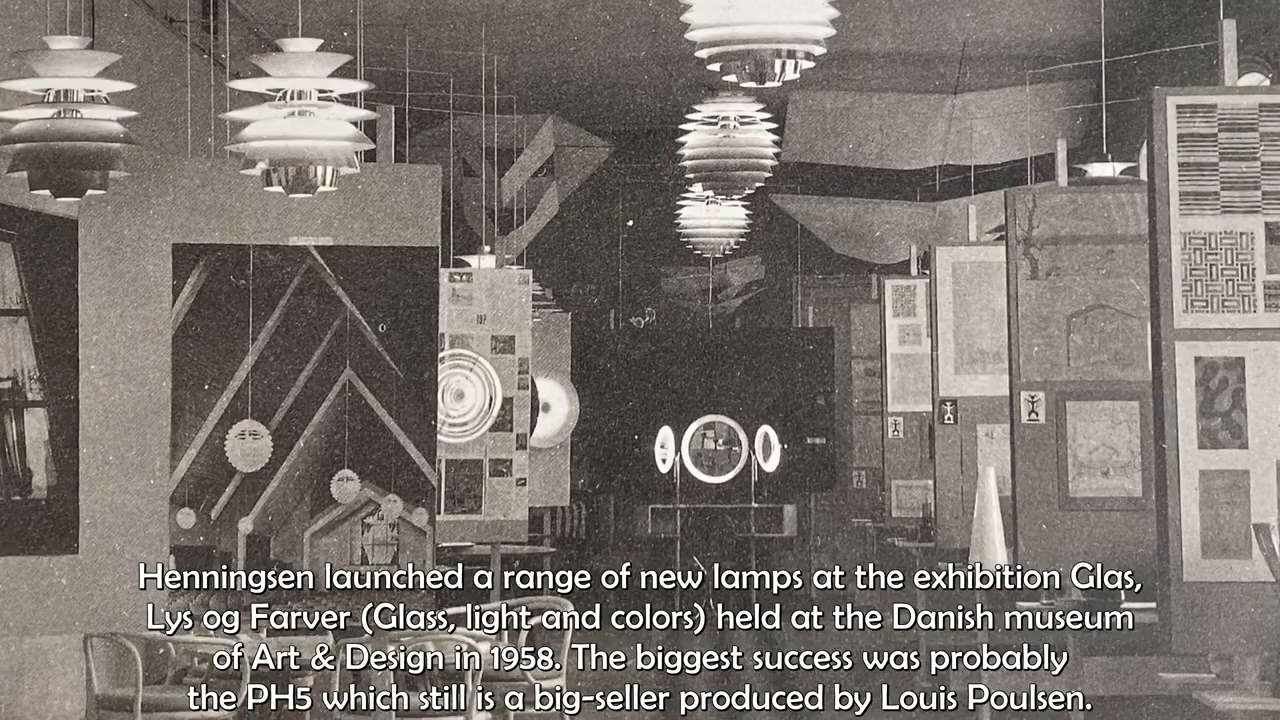 Henningsen launched a range of new lamps at the exhibition Glas,
Lys og Farver (Glass, light and colors) held at the Danish museum
of Art & Design in 1958. The biggest success was probably
the PH5 which still is a big-seller produced by Louis Poulsen.